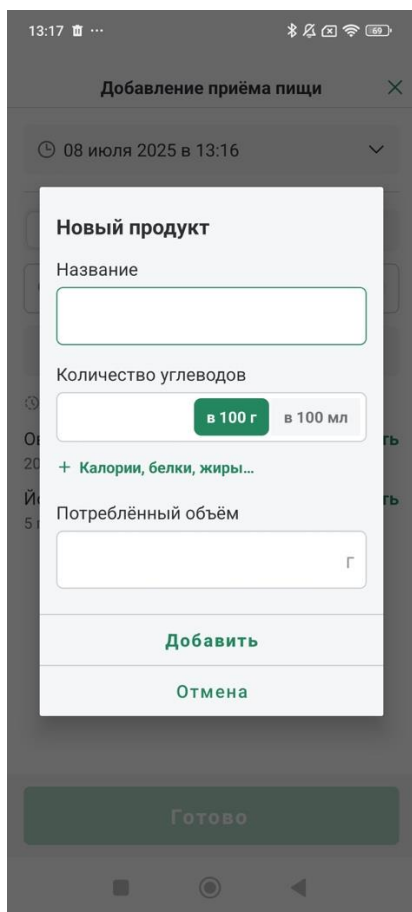 13:17
69
Добавление приёма пищи
08 июля 2025 в 13:16
Новый продукт
Название
Количество углеводов
в 100 г
в 100 мл
+ Калории, белки, жиры...
Потреблённый объём
г
Добавить
Отмена
Готово